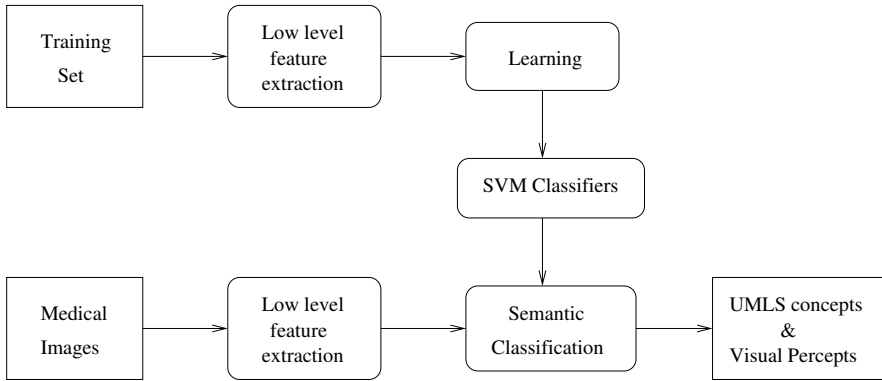 Training
Set
Low level
feature
extraction
Learning
SVM Classifiers
Medical
Images
Low level
feature
extraction
Semantic
Classification
UMLS concepts
&
Visual Percepts